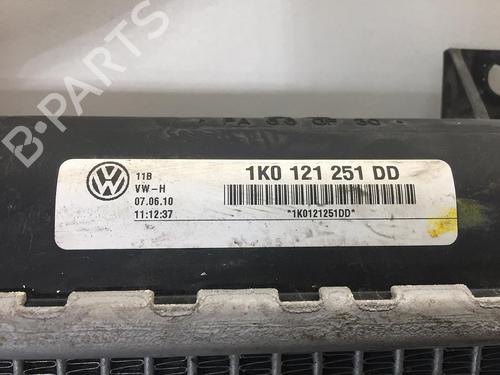 B-PARTS
11B
VW-H
07.06.10
11:12:37
1K0 121 251 DD
*1K0121251DD*